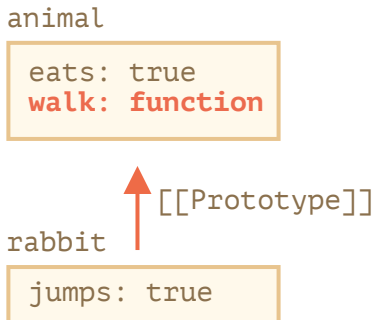 animal
eats: true
walk: function
[[Prototype]]
rabbit
jumps: true